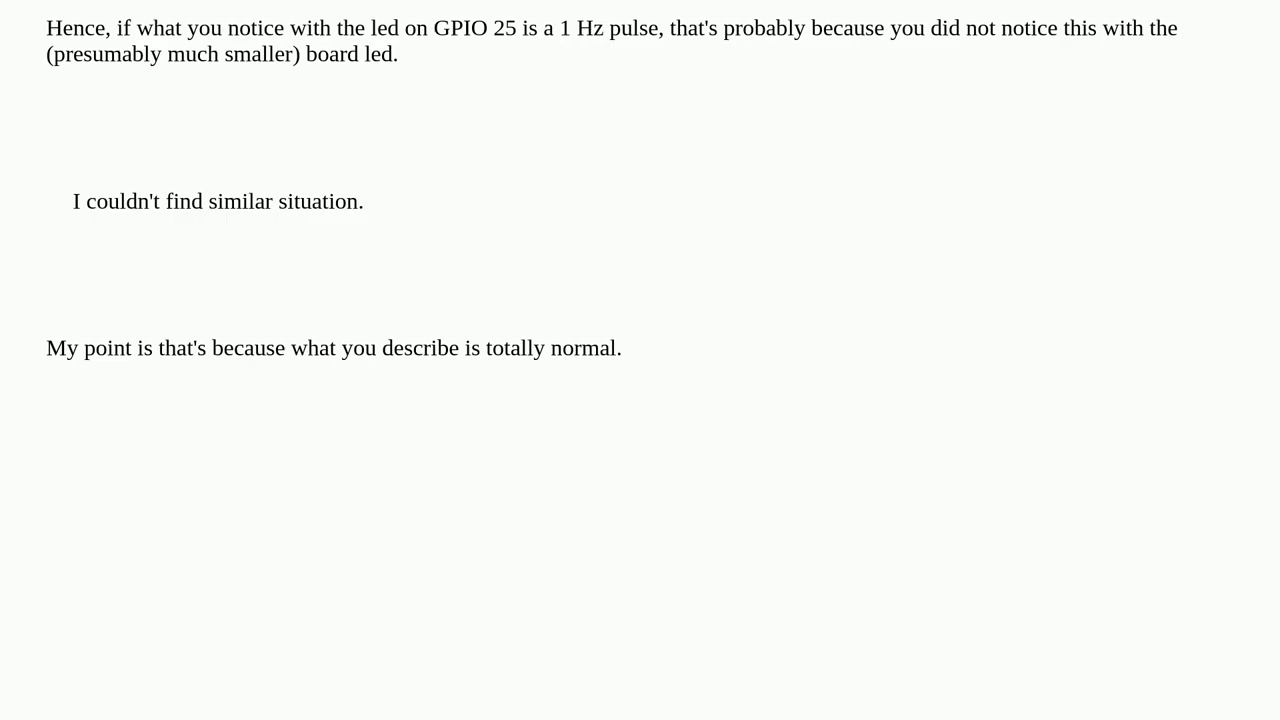 Hence, if what you notice with the led on GPIO 25 is a 1 Hz pulse, that's probably because you did not notice this with the
(presumably much smaller) board led.
I couldn't find similar situation.
My point is that's because what you describe is totally normal.